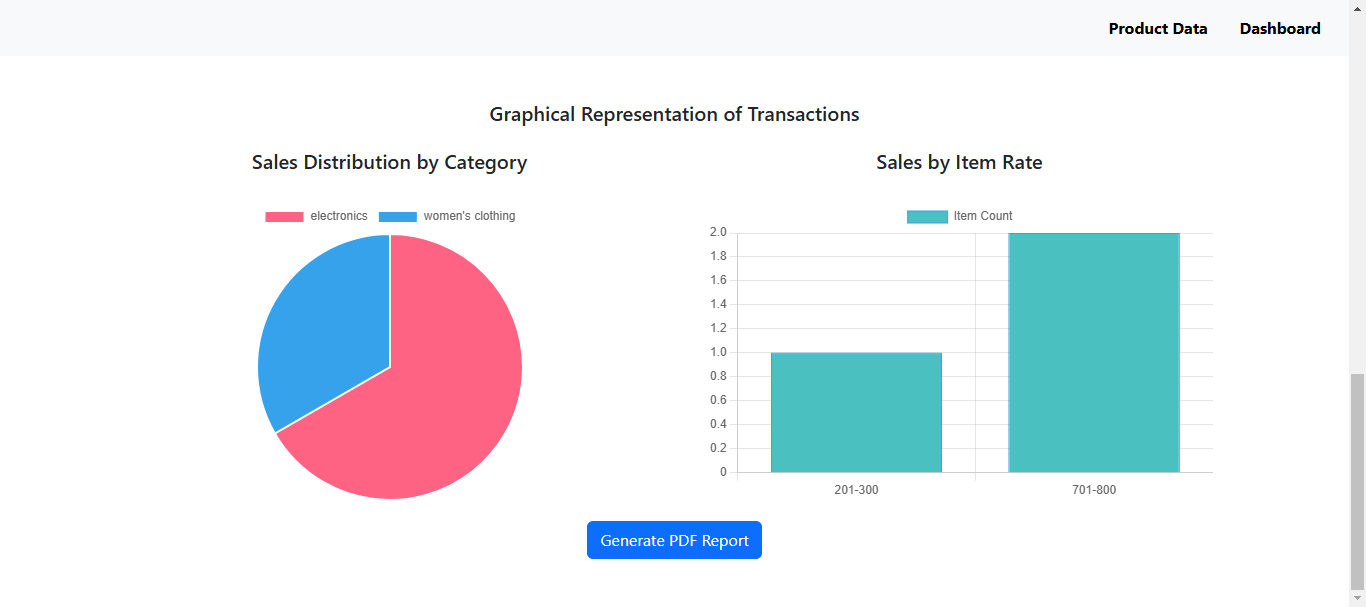 Product Data Dashboard
Graphical Representation of Transactions
Sales Distribution by Category
electronics women's clothing
Sales by Item Rate
Item Count
2.0
1.8
1.6
1.4
1.2
1.0
0.8
0.6
0.4
0.2
0
201-300 701-800
Generate PDF Report